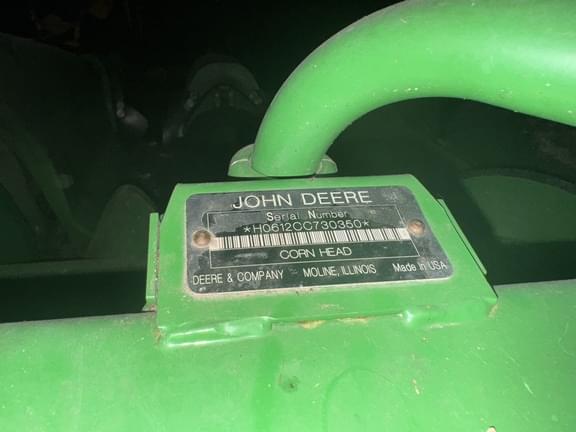 JOHN DEERE
Serial Number
*H0612CC730350*
CORN HEAD
DEERE & COMPANY MOLINE, ILLINOIS Made in USA